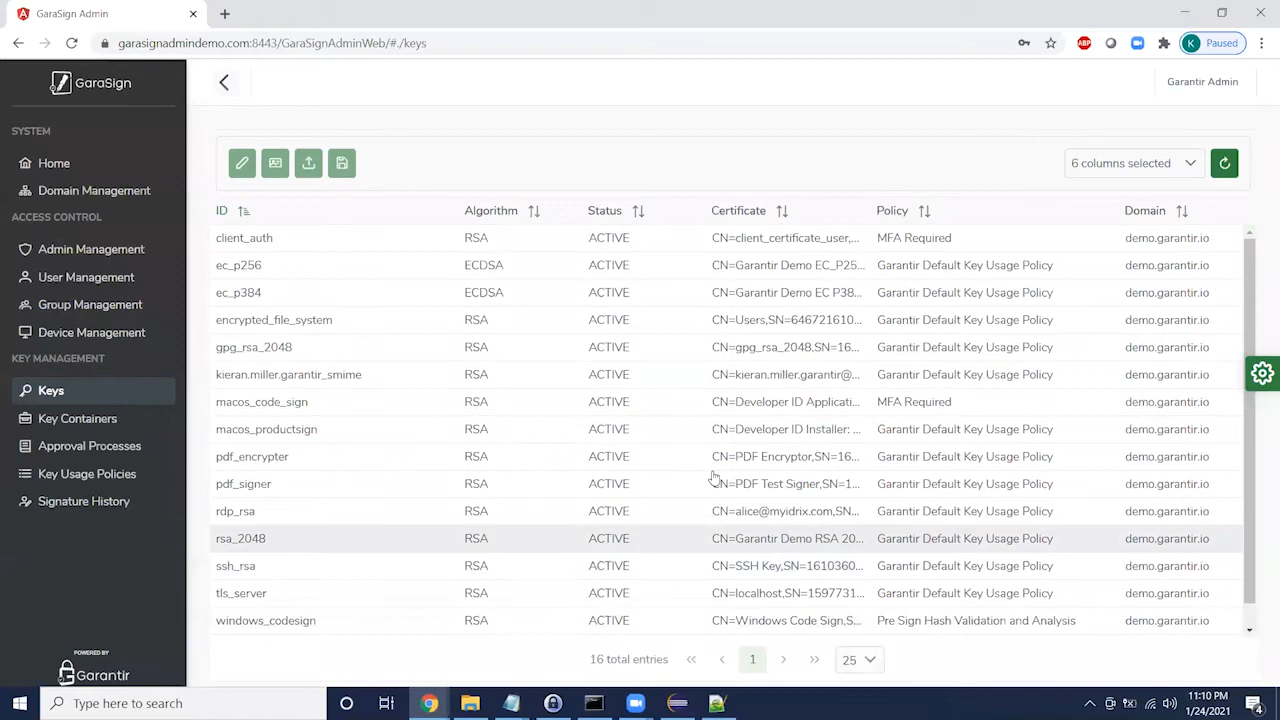 GaraSign Admin
garasignadmindemo.com:8443/GaraSignAdminWeb/#./keys
ABP
K Paused
GaraSign
Garantir Admin
SYSTEM
Home
Domain Management
ACCESS CONTROL
Admin Management
User Management
Group Management
Device Management
KEY MANAGEMENT
Keys
Key Containers
Approval Processes
Key Usage Policies
Signature History
POWERED BY
Garantir
6 columns selected
ID Algorithm Status Certificate Policy Domain
client_auth RSA ACTIVE CN=client_certificate_user,... MFA Required demo.garantir.io
ec_p256 ECDSA ACTIVE CN=Garantir Demo EC_P25... Garantir Default Key Usage Policy demo.garantir.io
ec_p384 ECDSA ACTIVE CN=Garantir Demo EC P38... Garantir Default Key Usage Policy demo.garantir.io
encrypted_file_system RSA ACTIVE CN=Users,SN=646721610... Garantir Default Key Usage Policy demo.garantir.io
gpg_rsa_2048 RSA ACTIVE CN=gpg_rsa_2048,SN=16... Garantir Default Key Usage Policy demo.garantir.io
kieran.miller.garantir_smime RSA ACTIVE CN=kieran.miller.garantir@... Garantir Default Key Usage Policy demo.garantir.io
macos_code_sign RSA ACTIVE CN=Developer ID Applicati... MFA Required demo.garantir.io
macos_productsign RSA ACTIVE CN=Developer ID Installer: ... Garantir Default Key Usage Policy demo.garantir.io
pdf_encrypter RSA ACTIVE CN=PDF Encryptor,SN=16... Garantir Default Key Usage Policy demo.garantir.io
pdf_signer RSA ACTIVE CN=PDF Test Signer,SN=1... Garantir Default Key Usage Policy demo.garantir.io
rdp_rsa RSA ACTIVE CN=alice@myidrix.com,SN... Garantir Default Key Usage Policy demo.garantir.io
rsa_2048 RSA ACTIVE CN=Garantir Demo RSA 20... Garantir Default Key Usage Policy demo.garantir.io
ssh_rsa RSA ACTIVE CN=SSH Key,SN=1610360... Garantir Default Key Usage Policy demo.garantir.io
tls_server RSA ACTIVE CN=localhost,SN=1597731... Garantir Default Key Usage Policy demo.garantir.io
windows_codesign RSA ACTIVE CN=Windows Code Sign,S... Pre Sign Hash Validation and Analysis demo.garantir.io
16 total entries 1 25
Type here to search
11:10 PM
1/24/2021
4